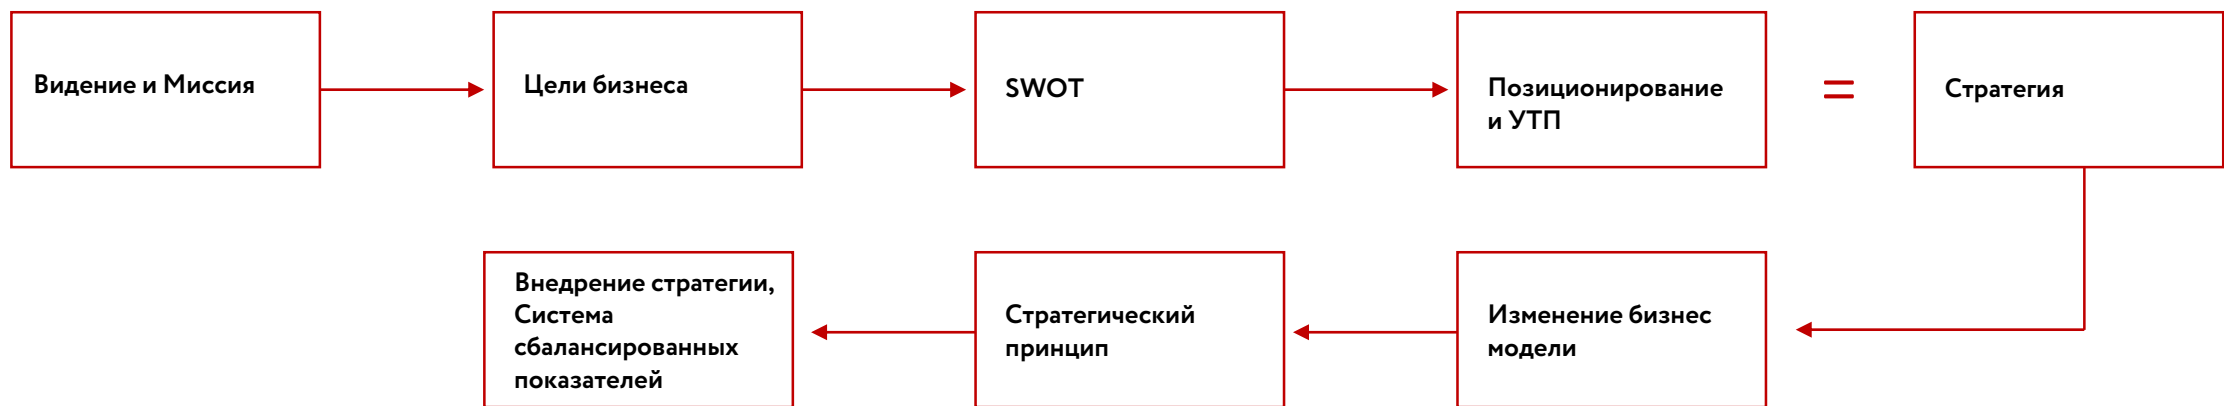 Видение и Миссия
Цели бизнеса
SWOT
Позиционирование
и УТП
=
Стратегия
Внедрение стратегии,
Система
сбалансированных
показателей
Стратегический
принцип
Изменение бизнес
модели